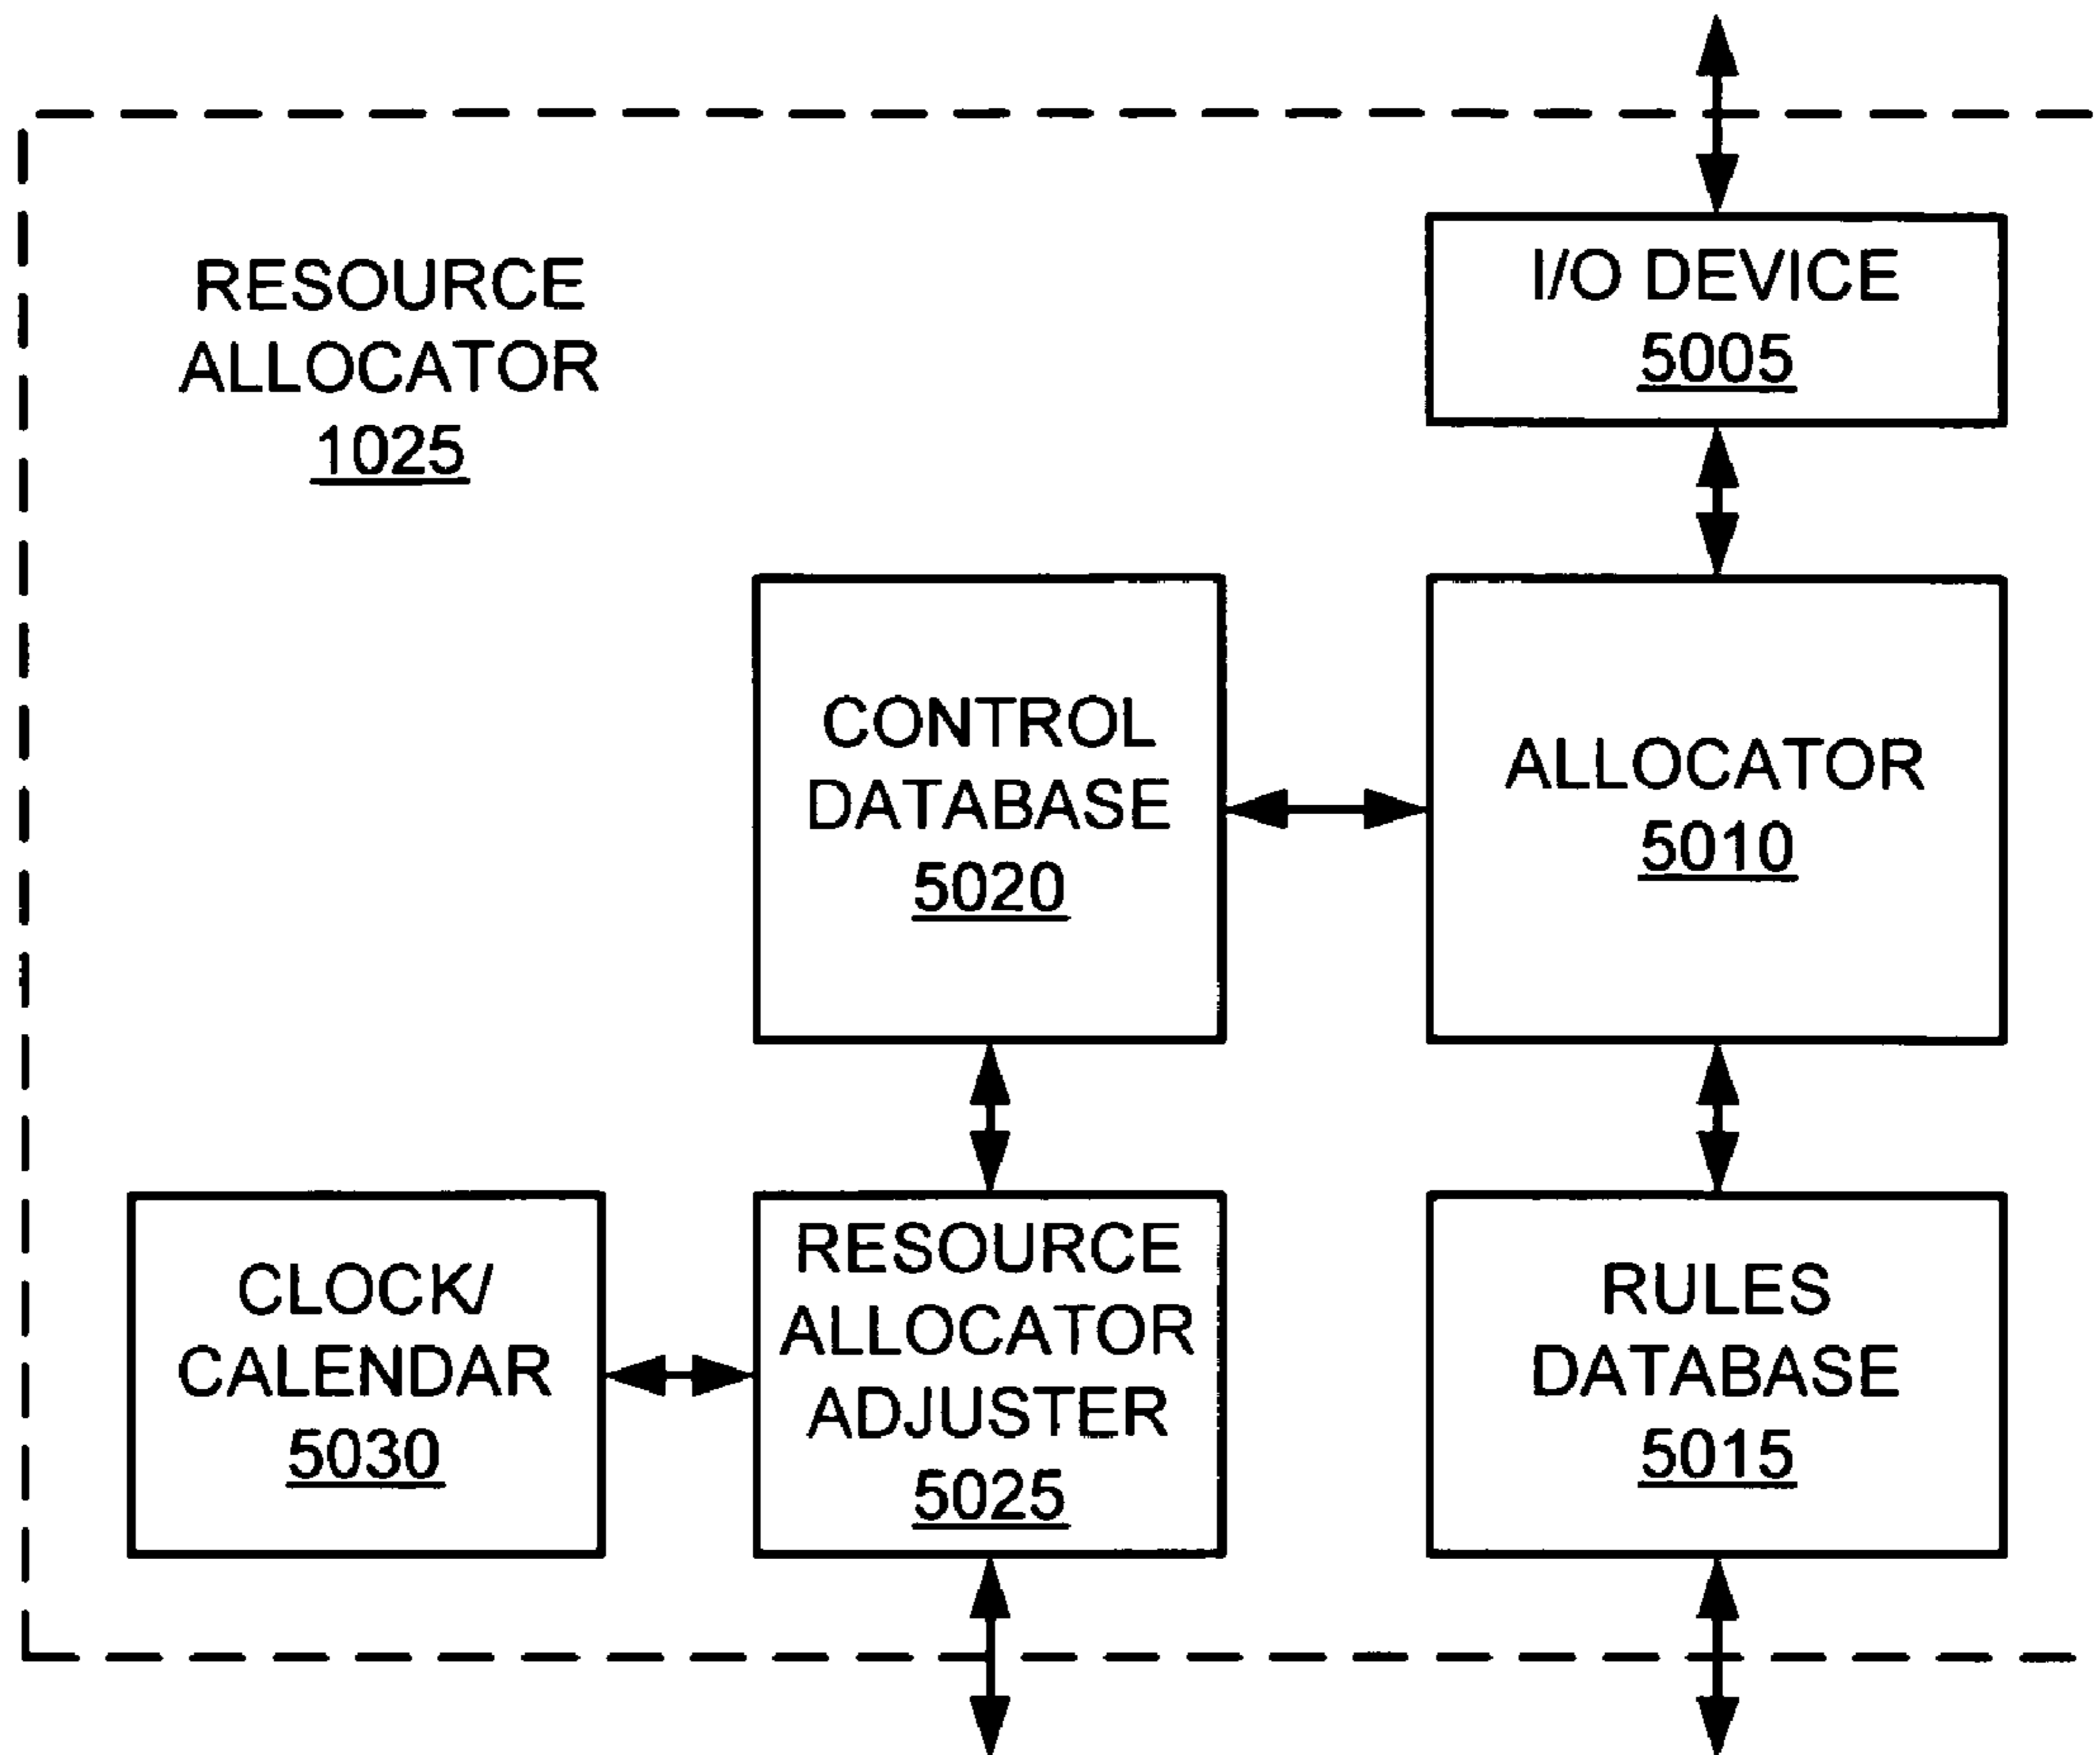 RESOURCE
ALLOCATOR
1025
I/O DEVICE
5005
CONTROL
DATABASE
5020
ALLOCATOR
5010
CLOCK/
CALENDAR
5030
RESOURCE
ALLOCATOR
ADJUSTER
5025
RULES
DATABASE
5015